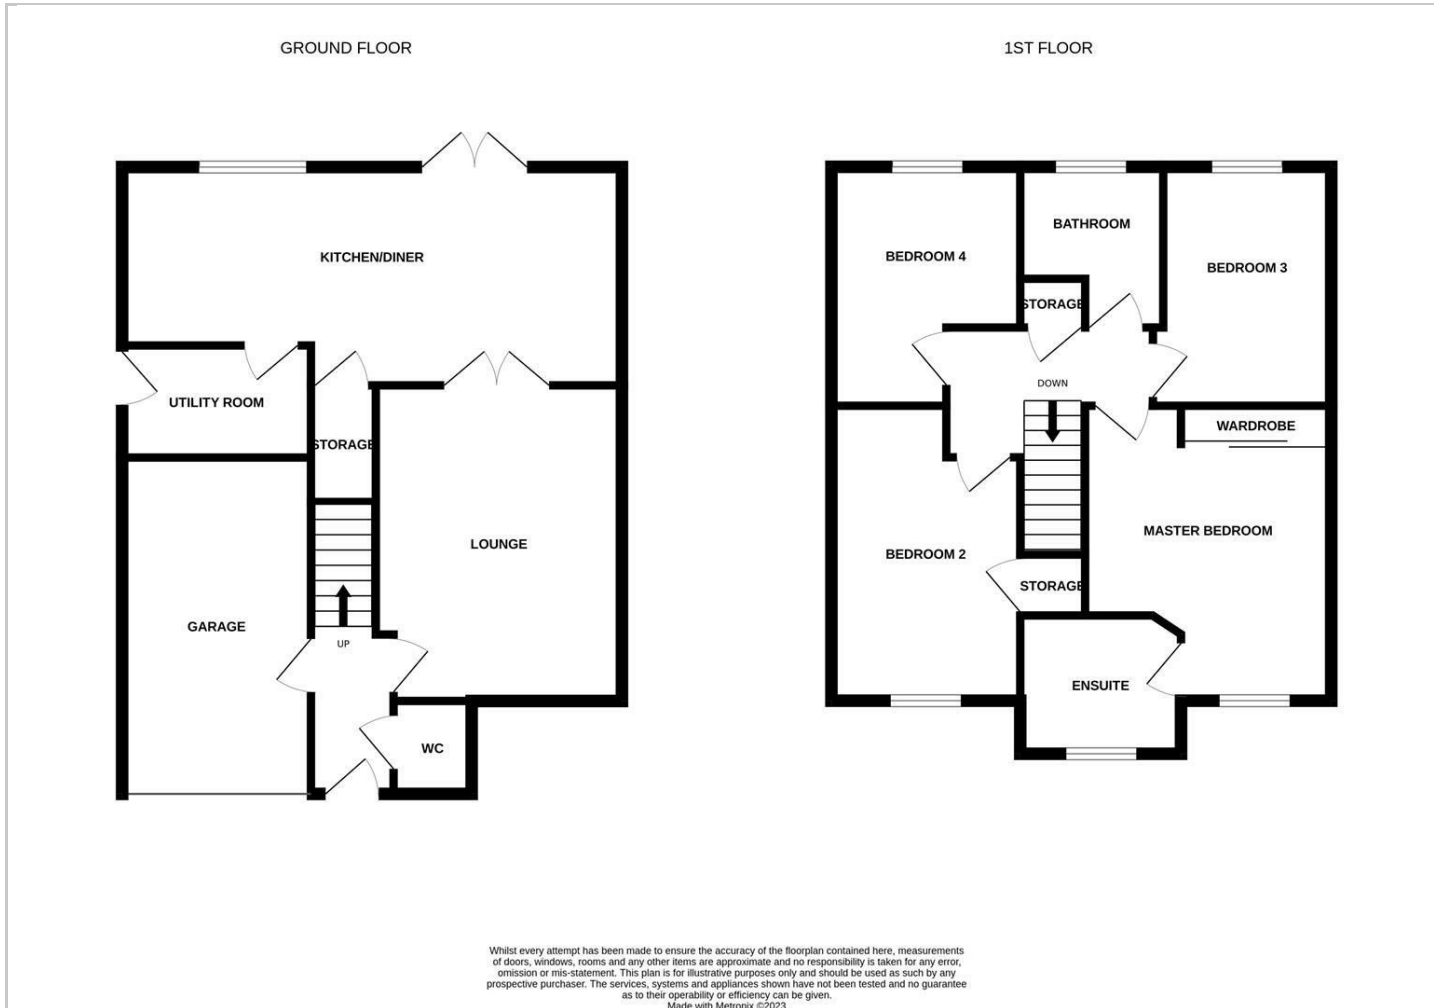 GROUND FLOOR
1ST FLOOR
KITCHEN/DINER
UTILITY ROOM
STORAGE
LOUNGE
GARAGE
UP
WC
BATHROOM
BEDROOM 4
BEDROOM 3
STORAGE
DOWN
WARDROBE
MASTER BEDROOM
BEDROOM 2
STORAGE
ENSUITE
Whilst every attempt has been made to ensure the accuracy of the floorplan contained here, measurements
of doors, windows, rooms and any other items are approximate and no responsibility is taken for any error,
omission or mis-statement. This plan is for illustrative purposes only and should be used as such by any
prospective purchaser. The services, systems and appliances shown have not been tested and no guarantee
as to their operability or efficiency can be given.
Made with Metropix ©2023